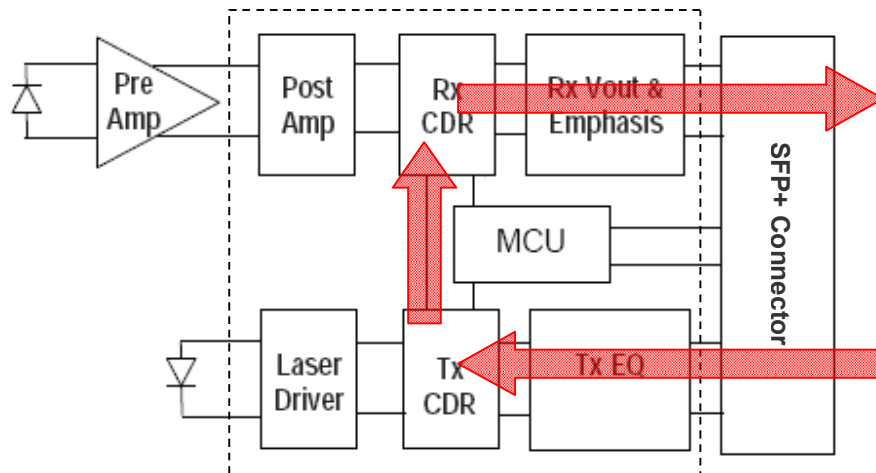 Pre
Amp
Post
Amp
Rx
CDR
Rx Vout &
Emphasis
SFP+ Connector
MCU
Laser
Driver
Tx
CDR
Tx EQ